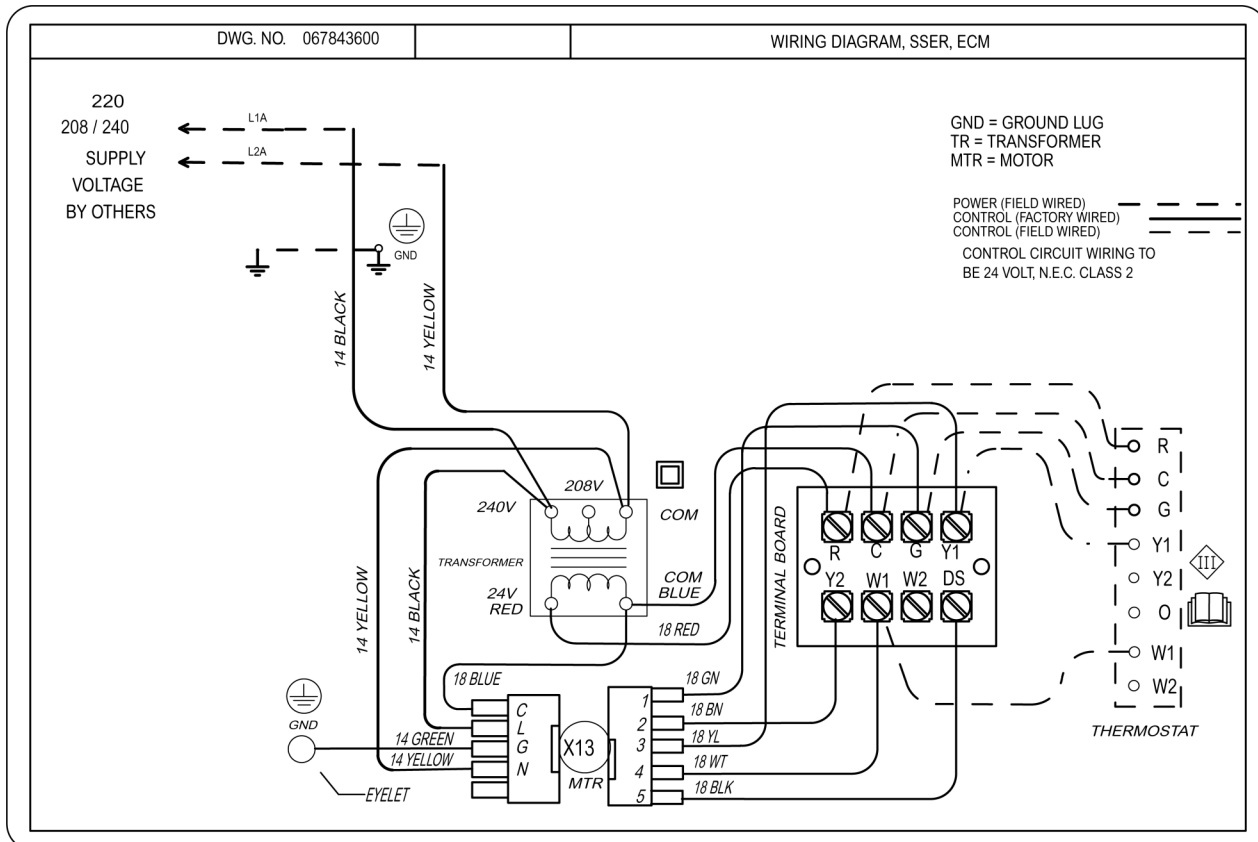 DWG. NO. 067843600
WIRING DIAGRAM, SSER, ECM
220
208 / 240
SUPPLY
VOLTAGE
BY OTHERS
L1A
L2A
GND
GND = GROUND LUG
TR = TRANSFORMER
MTR = MOTOR
POWER (FIELD WIRED)
CONTROL (FACTORY WIRED)
CONTROL (FIELD WIRED)
CONTROL CIRCUIT WIRING TO
BE 24 VOLT, N.E.C. CLASS 2
14 BLACK
14 YELLOW
208V
240V
COM
TRANSFORMER
24V
RED
COM
BLUE
18 RED
14 YELLOW
14 BLACK
TERMINAL BOARD
R C G Y1
Y2 W1 W2 DS
R
C
G
Y1
Y2
O
W1
W2
III
THERMOSTAT
18 BLUE
GND
14 GREEN
14 YELLOW
EYELET
C
L
G
N
X13
MTR
1
2
3
4
5
18 GN
18 BN
18 YL
18 WT
18 BLK